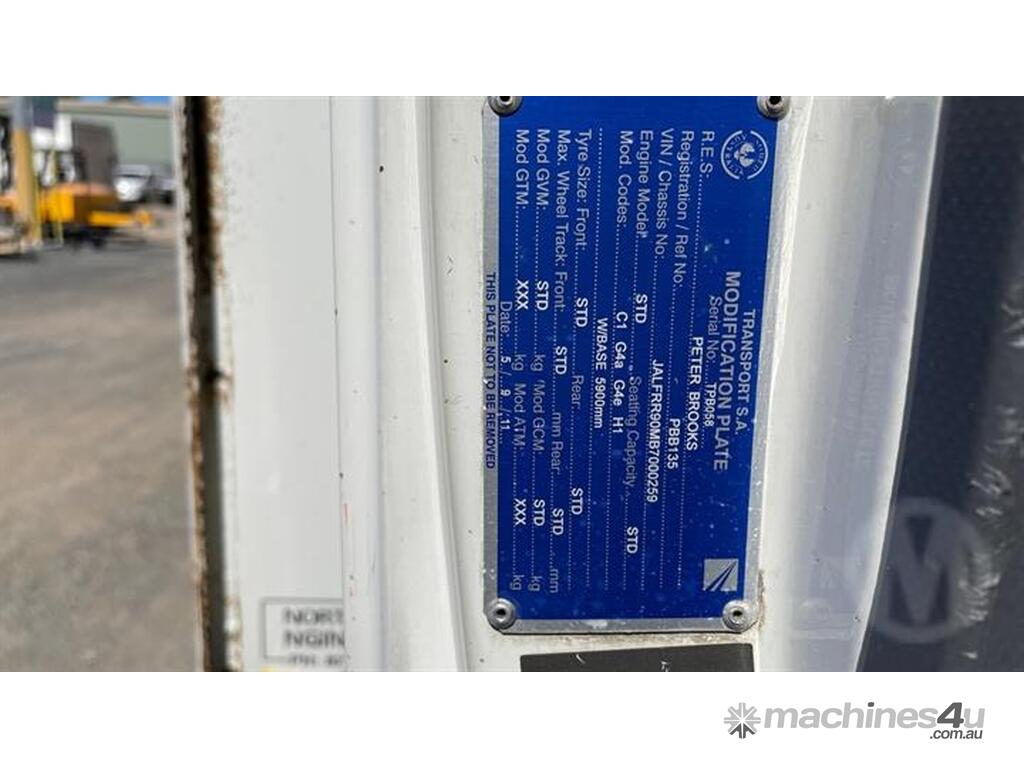 TRANSPORT S.A.
MODIFICATION PLATE
Serial No: TPB058
R.E.S: PETER BROOKS
Registration / Ref No: PBB135
VIN / Chassis No: JALFRR90MB7000259
Engine Model: STD Seating Capacity STD
Mod. Codes: C1 G4a G4e H1
W/BASE 5900mm
Tyre Size: Front: STD Rear: STD
Max. Wheel Track: Front: STD mm Rear: STD mm
Mod GVM: STD kg Mod GCM: STD kg
Mod GTM: XXX kg Mod ATM: XXX kg
Date: 5 / 9 / 11
THIS PLATE NOT TO BE REMOVED
NORT
NGIN
machines4u
.com.au